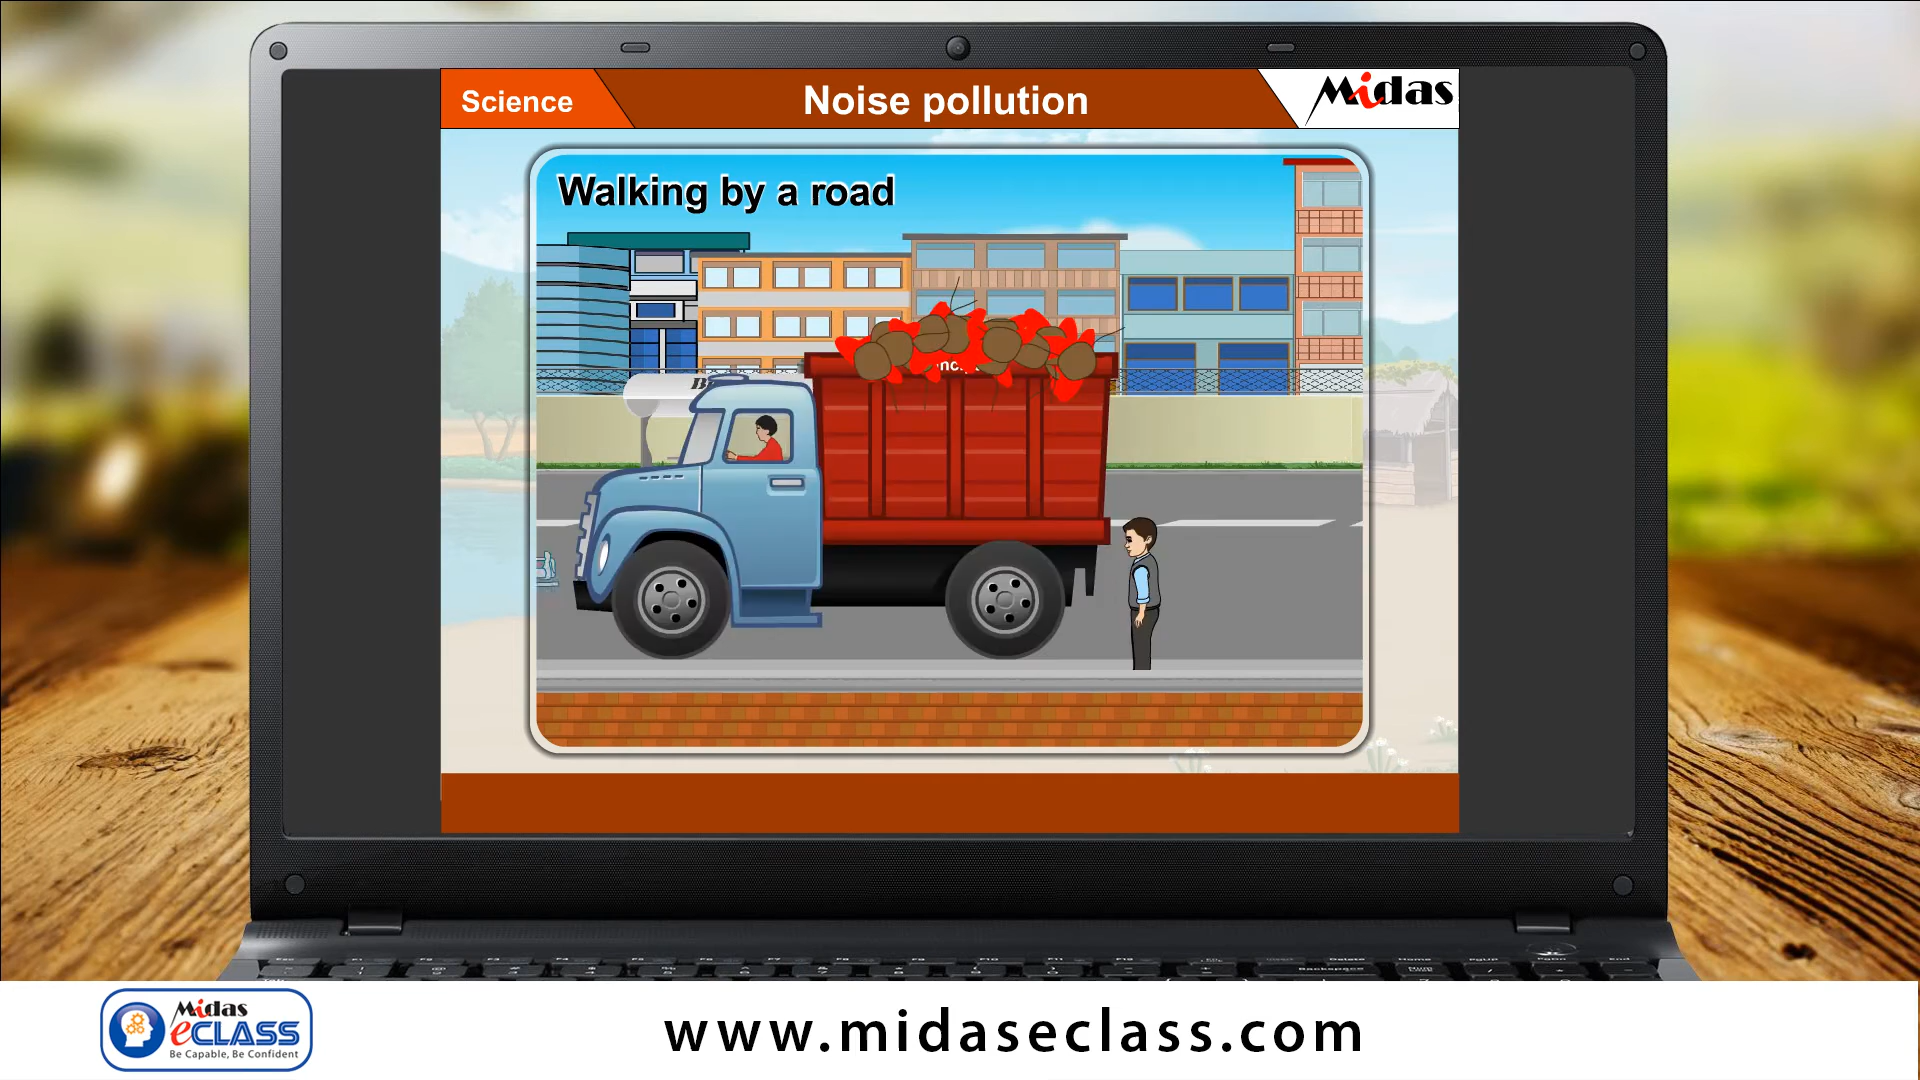 Science
Noise pollution
Midas
Walking by a road
Midas
eCLASS
Be Capable, Be Confident
www.midaseclass.com